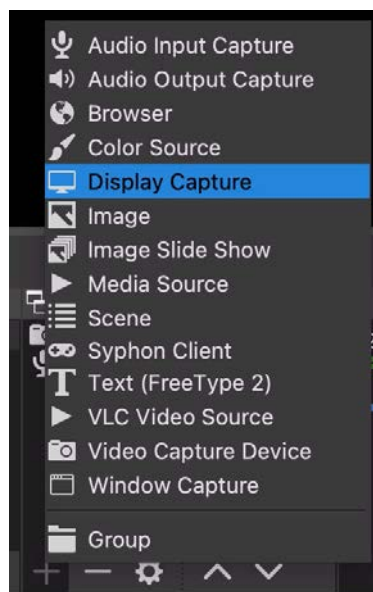 Audio Input Capture
Audio Output Capture
Browser
Color Source
Display Capture
Image
Image Slide Show
Media Source
Scene
Syphon Client
Text (FreeType 2)
VLC Video Source
Video Capture Device
Window Capture
Group